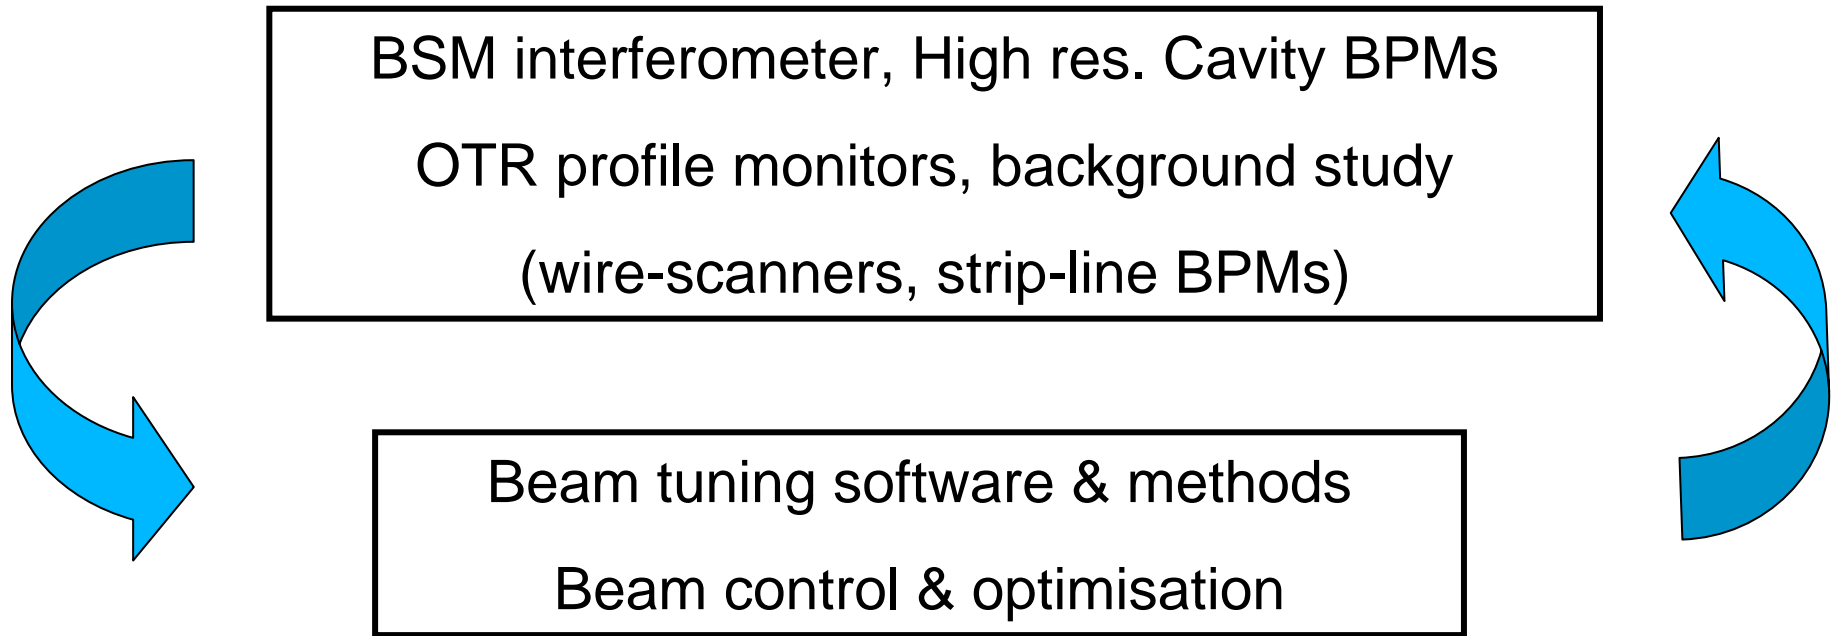 BSM interferometer, High res. Cavity BPMs
OTR profile monitors, background study
(wire-scanners, strip-line BPMs)
Beam tuning software & methods
Beam control & optimisation